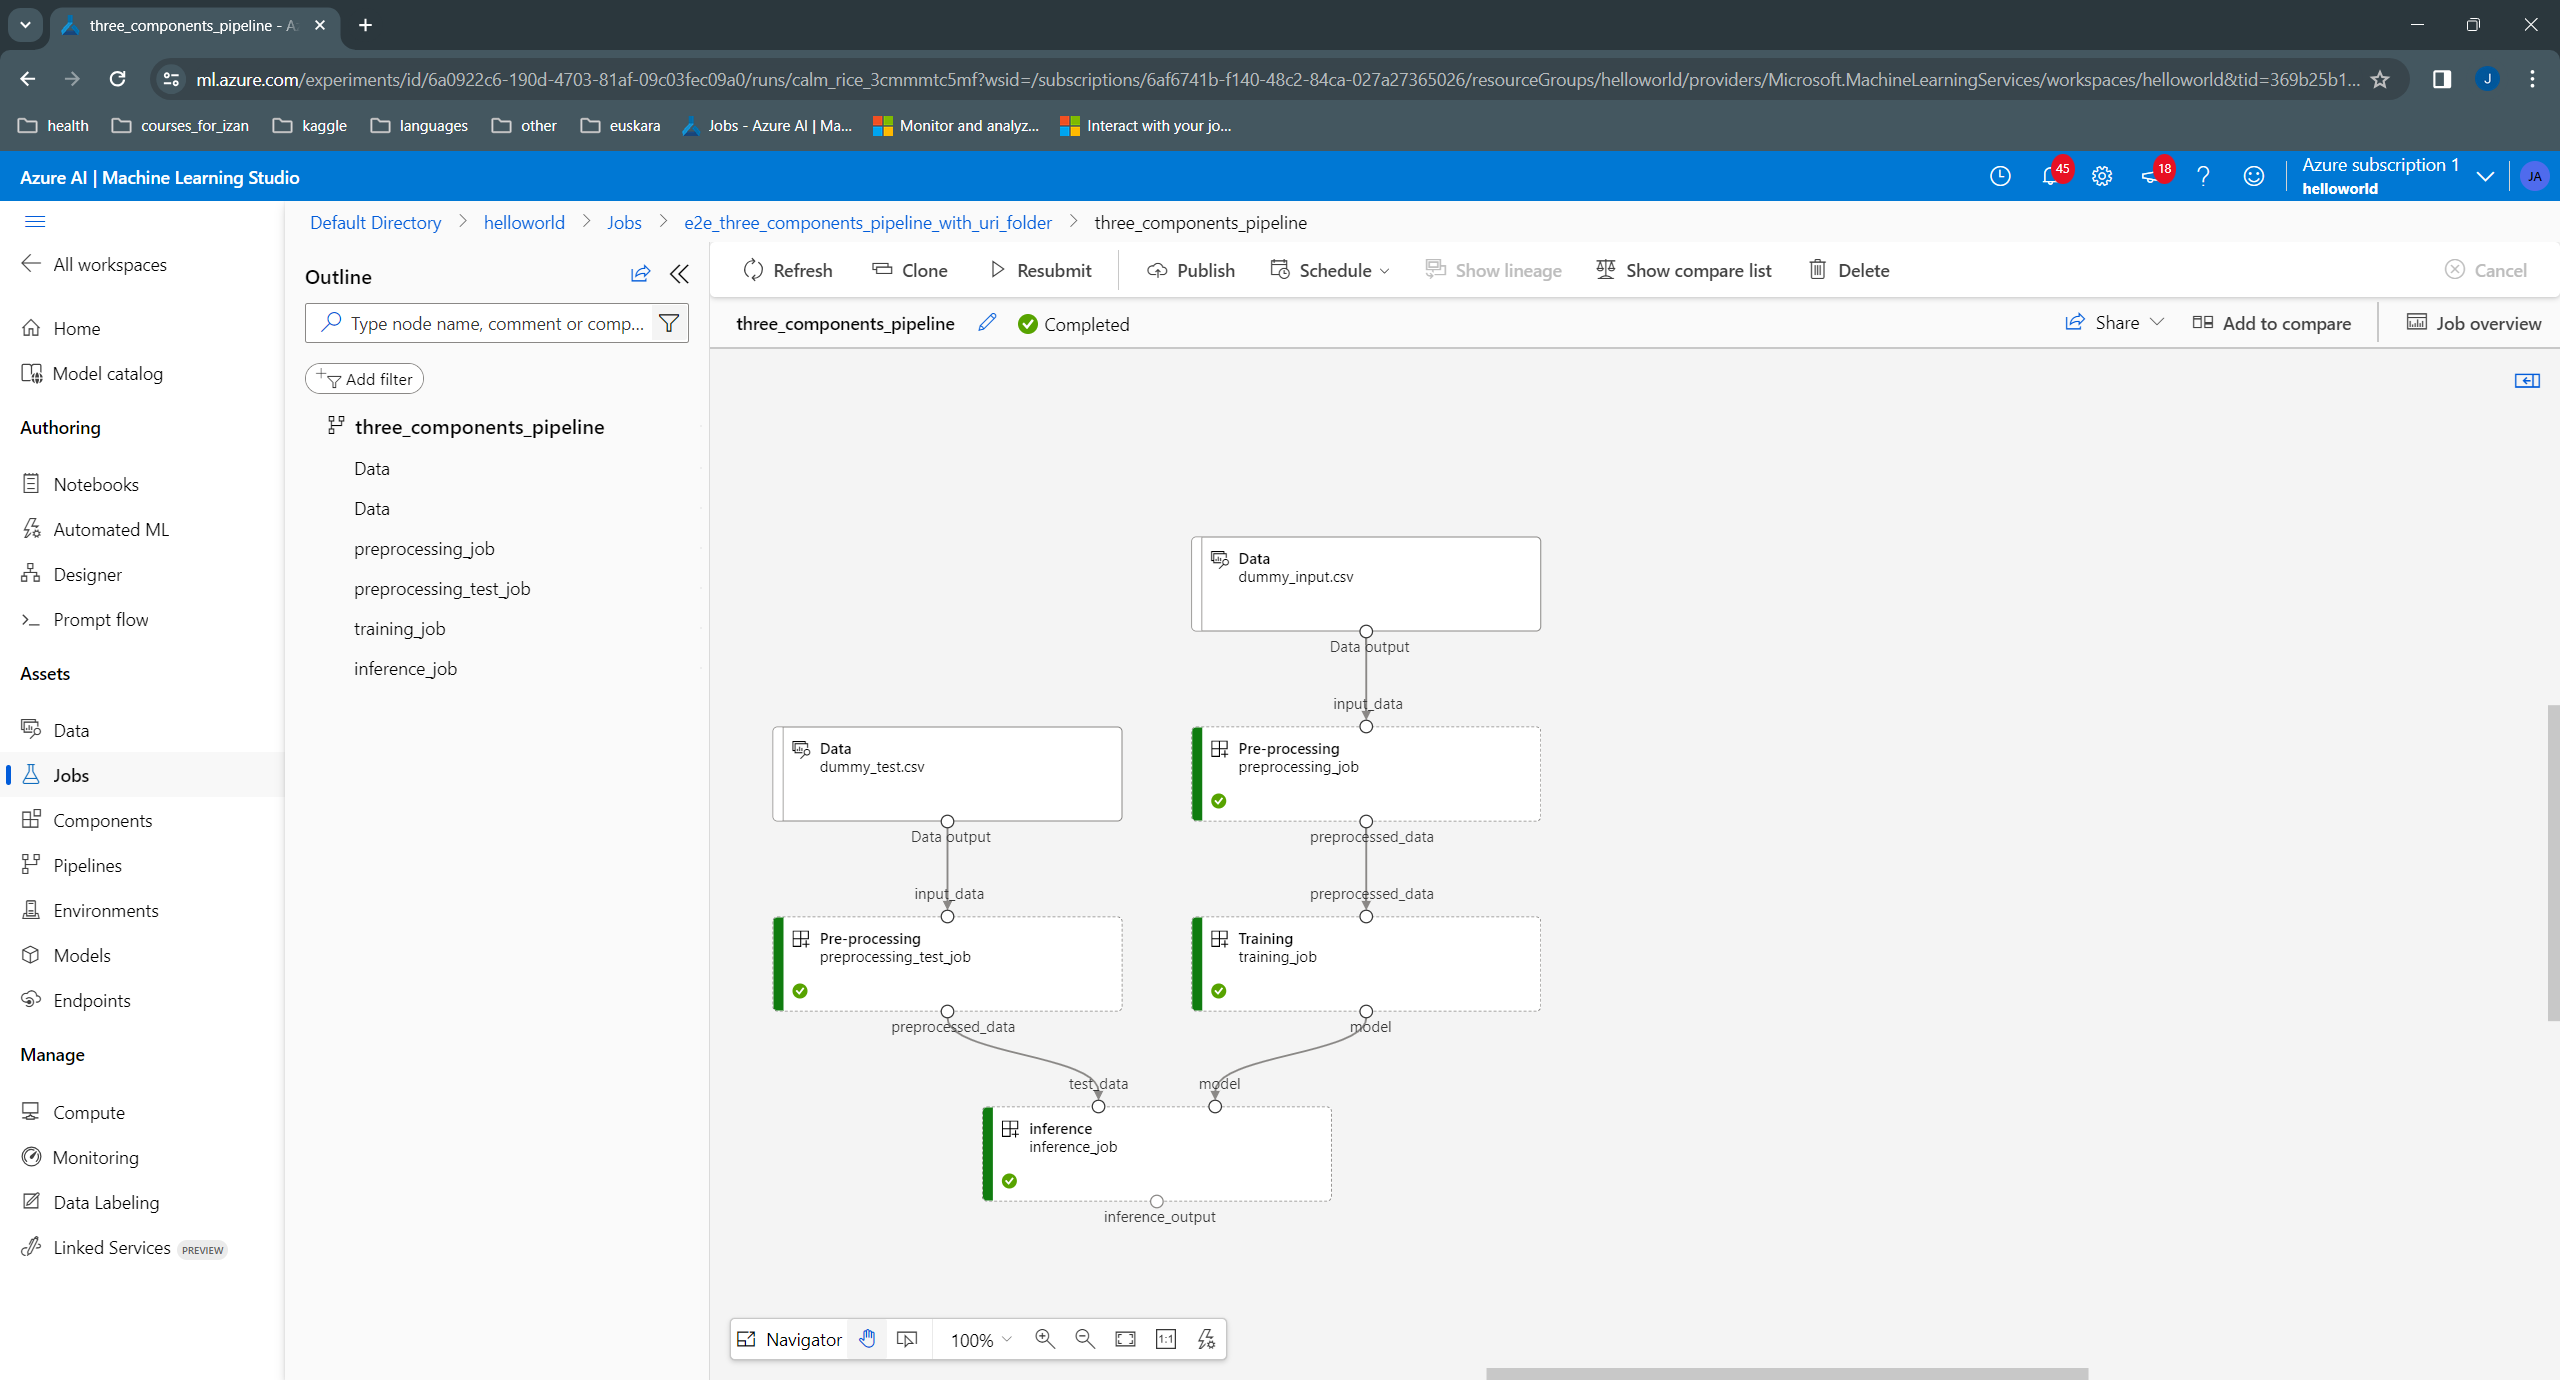 three_components_pipeline - A
ml.azure.com/experiments/id/6a0922c6-190d-4703-81af-09c03fec09a0/runs/calm_rice_3cmmmtc5mf?wsid=/subscriptions/6af6741b-f140-48c2-84ca-027a27365026/resourceGroups/helloworld/providers/Microsoft.MachineLearningServices/workspaces/helloworld&tid=369b25b1...
J
health
courses_for_izan
kaggle
languages
other
euskara
Jobs - Azure AI | Ma...
Monitor and analyz...
Interact with your jo...
Azure AI | Machine Learning Studio
45
18
Azure subscription 1
helloworld
JA
Default Directory > helloworld > Jobs > e2e_three_components_pipeline_with_uri_folder > three_components_pipeline
All workspaces
Home
Model catalog
Authoring
Notebooks
Automated ML
Designer
Prompt flow
Assets
Data
Jobs
Components
Pipelines
Environments
Models
Endpoints
Manage
Compute
Monitoring
Data Labeling
Linked Services PREVIEW
Outline
Type node name, comment or comp...
Add filter
three_components_pipeline
Data
Data
preprocessing_job
preprocessing_test_job
training_job
inference_job
Refresh
Clone
Resubmit
Publish
Schedule
Show lineage
Show compare list
Delete
Cancel
three_components_pipeline
Completed
Share
Add to compare
Job overview
Data
dummy_input.csv
Data output
input_data
Data
dummy_test.csv
Pre-processing
preprocessing_job
Data output
preprocessed_data
input_data
preprocessed_data
Pre-processing
preprocessing_test_job
Training
training_job
preprocessed_data
model
test_data
model
inference
inference_job
inference_output
Navigator
100%
1:1